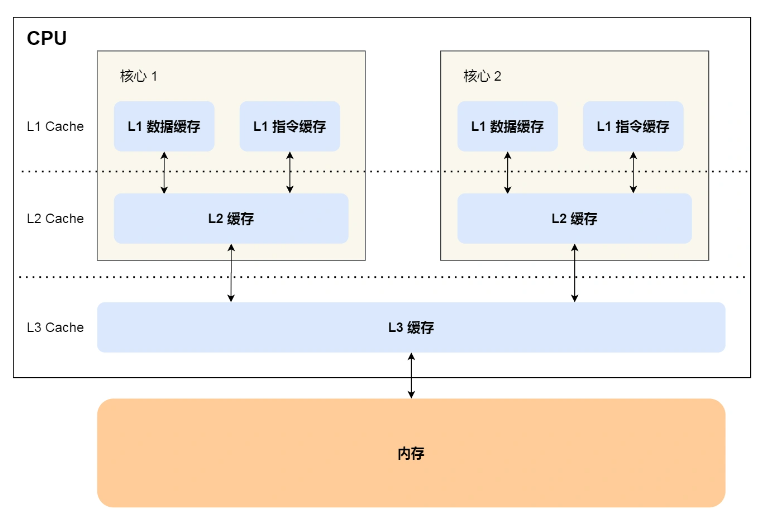 CPU
核心 1
核心 2
L1 Cache
L1 数据缓存
L1 指令缓存
L1 数据缓存
L1 指令缓存
L2 Cache
L2 缓存
L2 缓存
L3 Cache
L3 缓存
内存